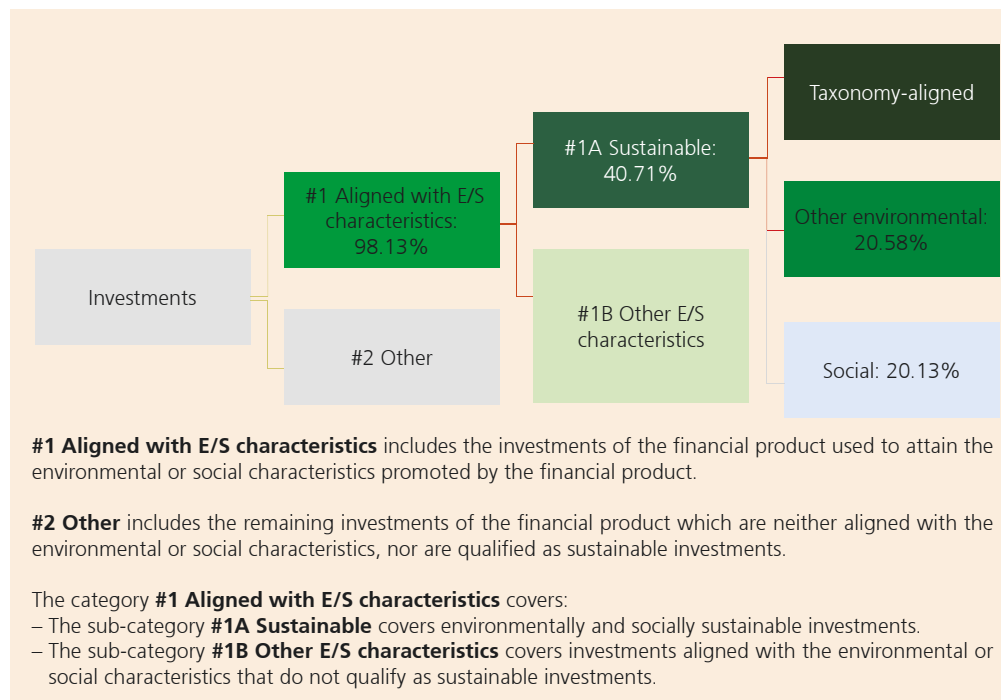 Investments
#1 Aligned with E/S
characteristics:
98.13%
#2 Other
#1A Sustainable:
40.71%
#1B Other E/S
characteristics
Taxonomy-aligned
Other environmental:
20.58%
Social: 20.13%
#1 Aligned with E/S characteristics includes the investments of the financial product used to attain the
environmental or social characteristics promoted by the financial product.
#2 Other includes the remaining investments of the financial product which are neither aligned with the
environmental or social characteristics, nor are qualified as sustainable investments.
The category #1 Aligned with E/S characteristics covers:
– The sub-category #1A Sustainable covers environmentally and socially sustainable investments.
– The sub-category #1B Other E/S characteristics covers investments aligned with the environmental or
social characteristics that do not qualify as sustainable investments.